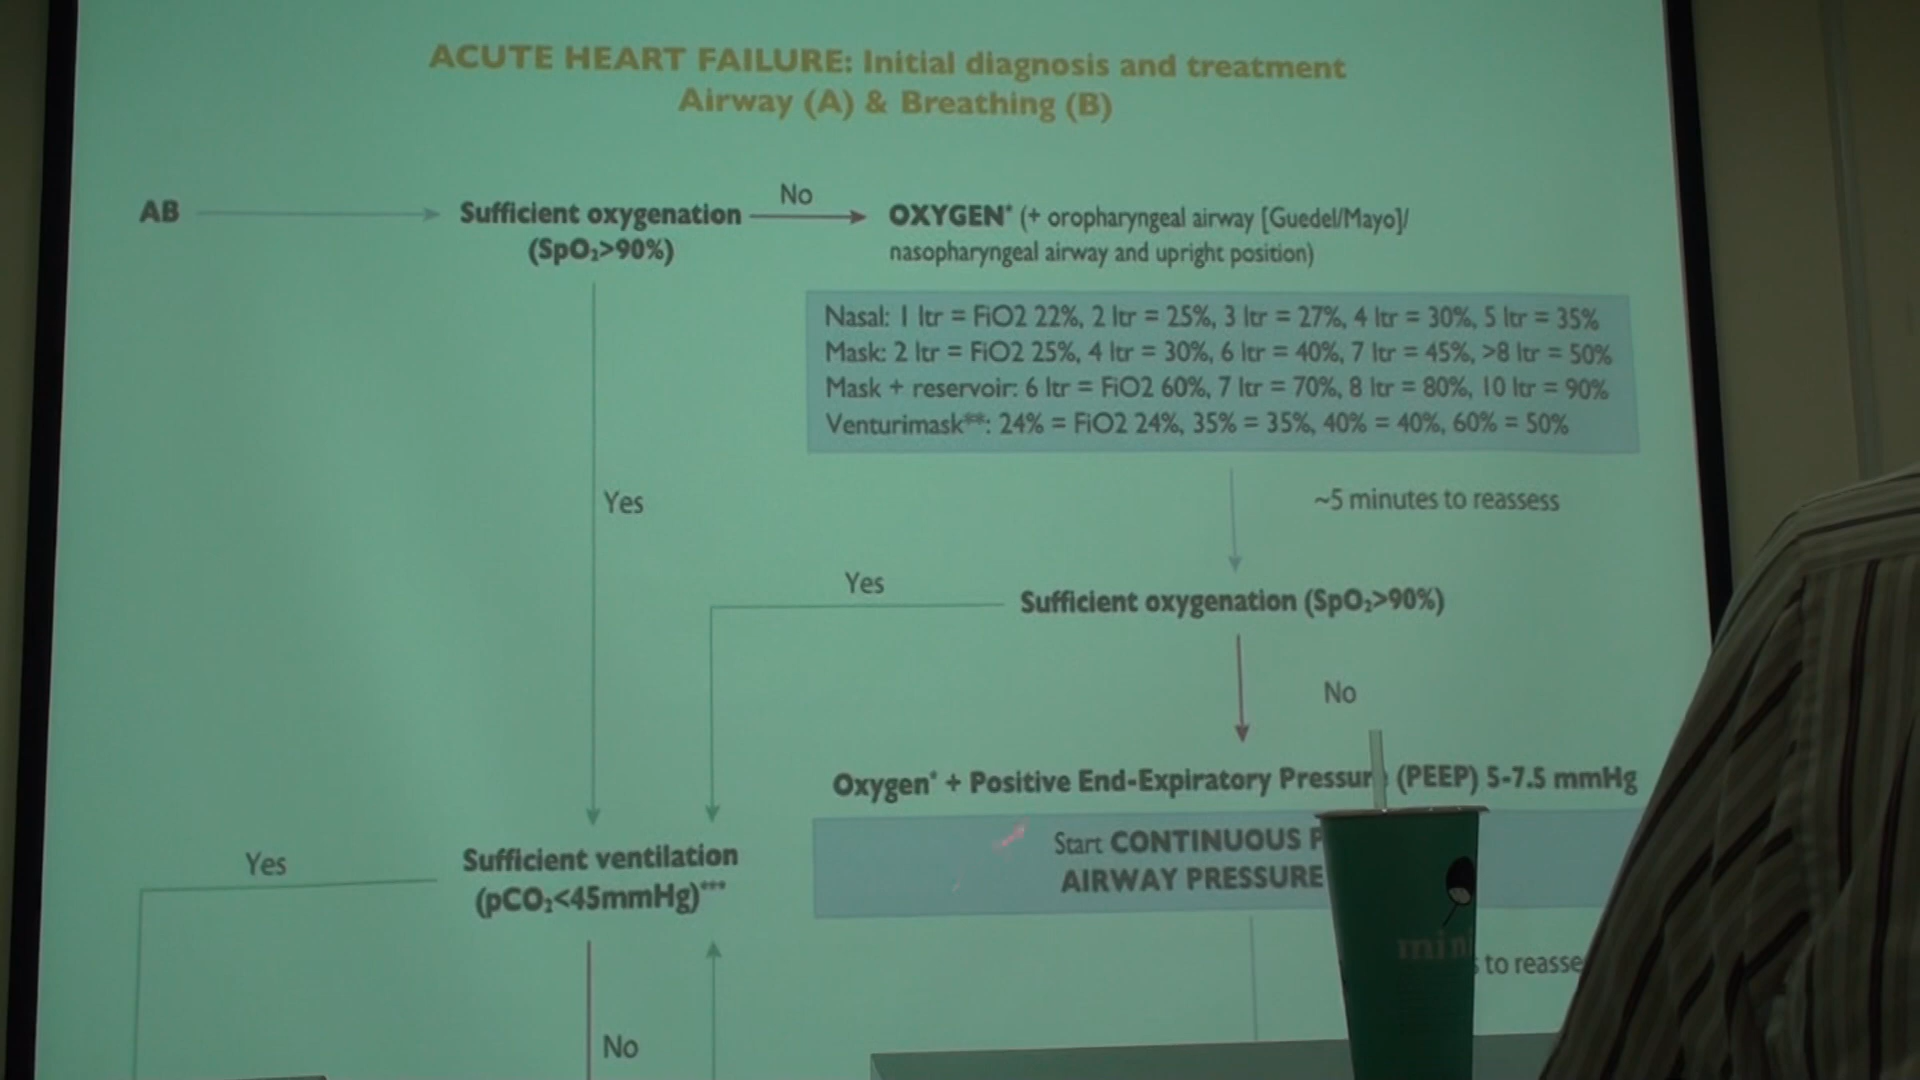 ACUTE HEART FAILURE: Initial diagnosis and treatment
Airway (A) & Breathing (B)
AB
Sufficient oxygenation
(SpO₂>90%)
No
OXYGEN* (+ oropharyngeal airway [Guedel/Mayo]/
nasopharyngeal airway and upright position)
Nasal: 1 ltr = FiO2 22%, 2 ltr = 25%, 3 ltr = 27%, 4 ltr = 30%, 5 ltr = 35%
Mask: 2 ltr = FiO2 25%, 4 ltr = 30%, 6 ltr = 40%, 7 ltr = 45%, >8 ltr = 50%
Mask + reservoir: 6 ltr = FiO2 60%, 7 ltr = 70%, 8 ltr = 80%, 10 ltr = 90%
Venturimask**: 24% = FiO2 24%, 35% = 35%, 40% = 40%, 60% = 50%
Yes
~5 minutes to reassess
Yes
Sufficient oxygenation (SpO₂>90%)
No
Oxygen* + Positive End-Expiratory Pressur (PEEP) 5-7.5 mmHg
Start CONTINUOUS P
AIRWAY PRESSURE
Yes
Sufficient ventilation
(pCO₂<45mmHg)***
min
to reasse
No